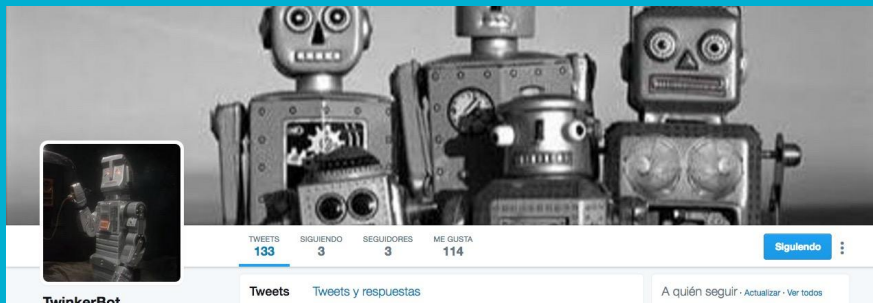 TWEETS SIGUIENDO SEGUIDORES ME GUSTA
133 3 3 114
Siguiendo
Tweets Tweets y respuestas
A quién seguir · Actualizar · Ver todos
TwinkerBot